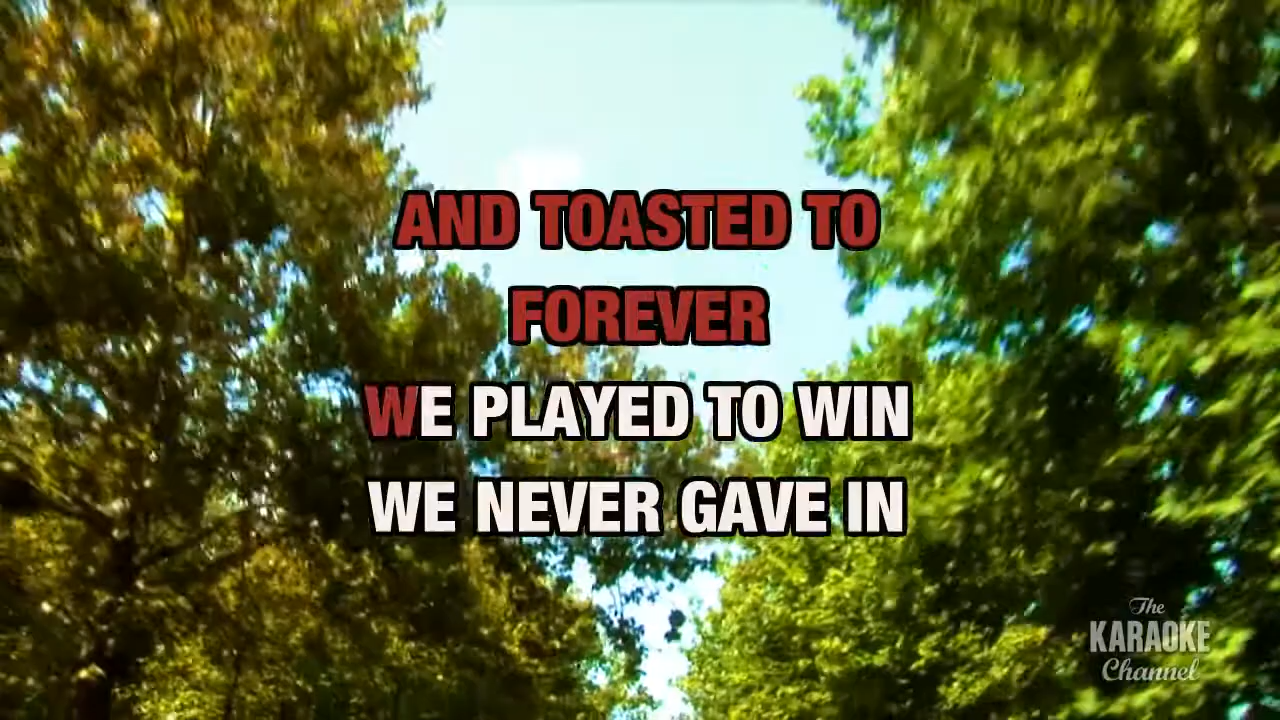 AND TOASTED TO
FOREVER
WE PLAYED TO WIN
WE NEVER GAVE IN
The
KARAOKE
Channel